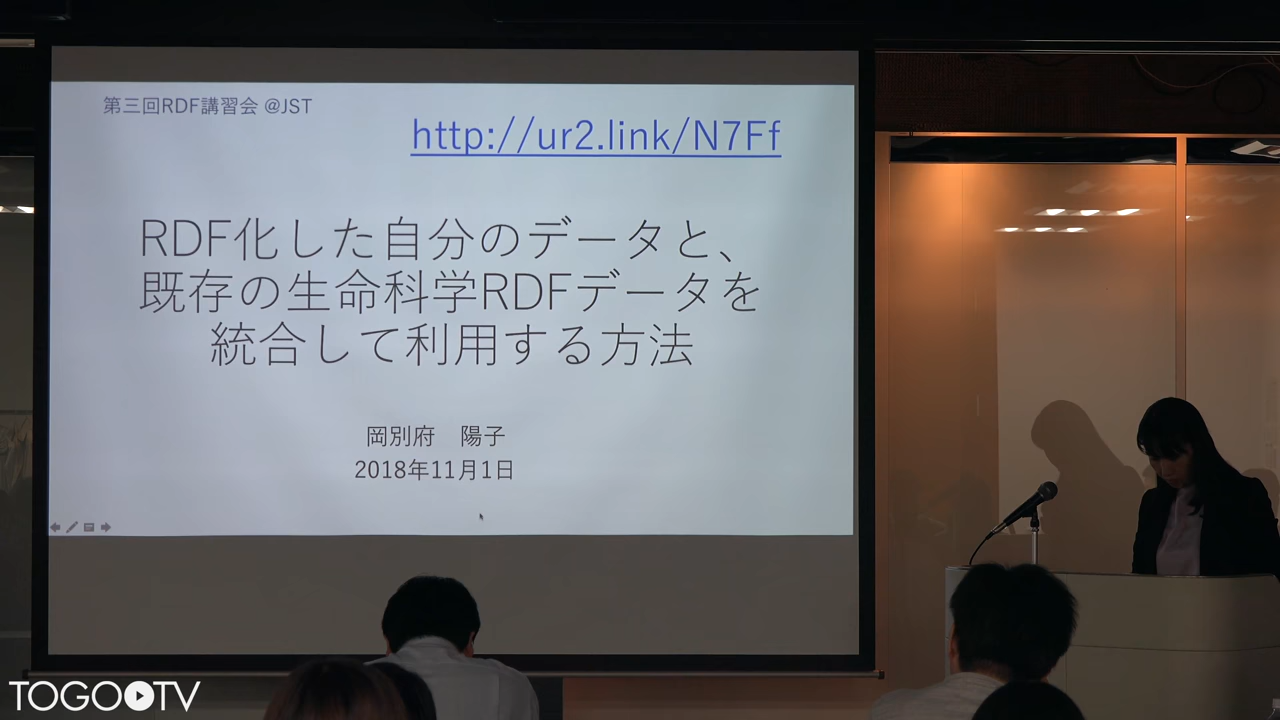 第三回RDF講習会 @JST
http://ur2.link/N7Ff
RDF化した自分のデータと、
既存の生命科学RDFデータを
統合して利用する方法
岡別府 陽子
2018年11月1日
TOGO TV